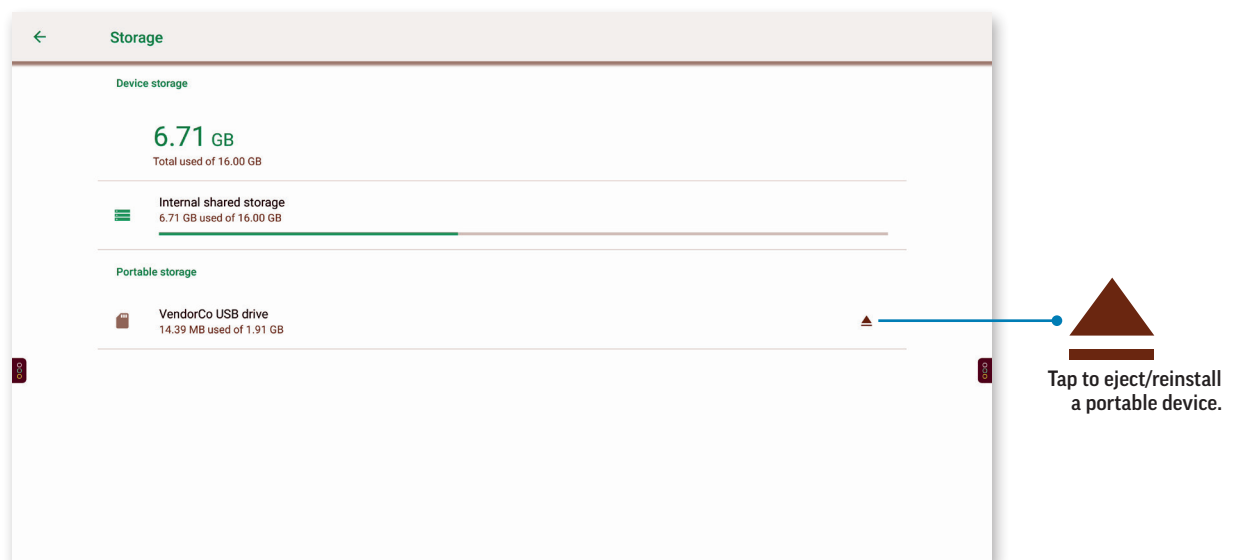 Storage
Device storage
6.71 GB
Total used of 16.00 GB
Internal shared storage
6.71 GB used of 16.00 GB
Portable storage
VendorCo USB drive
14.39 MB used of 1.91 GB
Tap to eject/reinstall
a portable device.